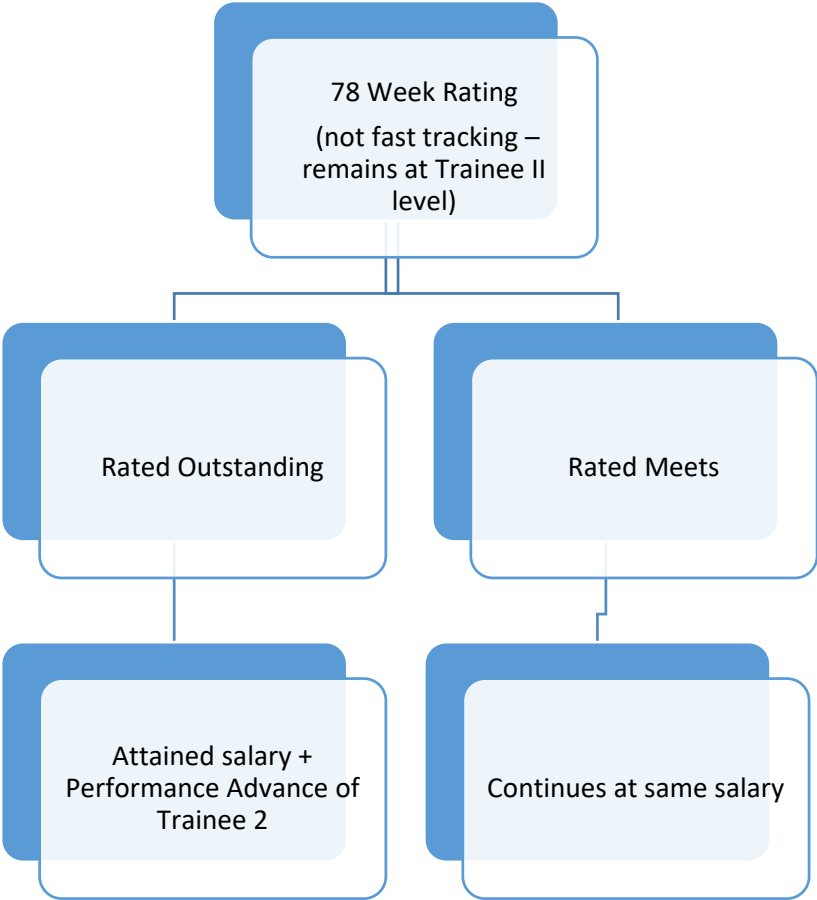 78 Week Rating
(not fast tracking –
remains at Trainee II
level)
Rated Outstanding
Rated Meets
Attained salary +
Performance Advance of
Trainee 2
Continues at same salary